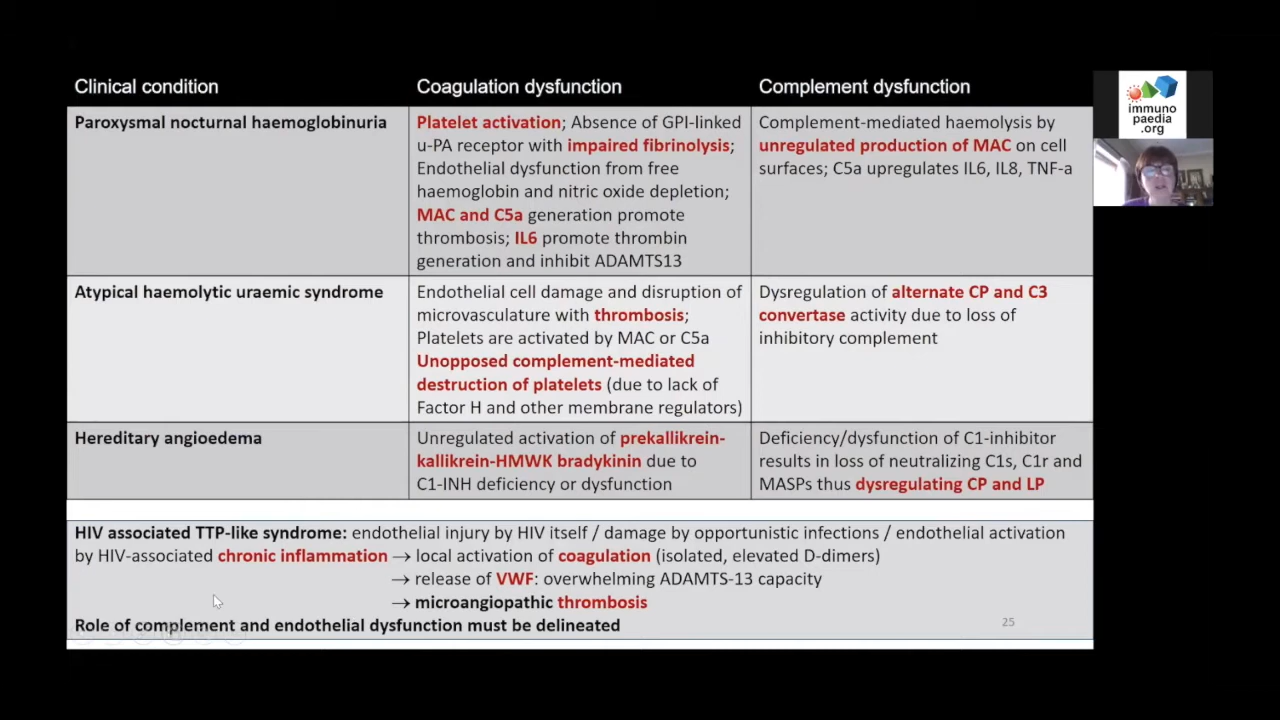 Clinical condition
Coagulation dysfunction
Complement dysfunction
Paroxysmal nocturnal haemoglobinuria
Platelet activation; Absence of GPI-linked
u-PA receptor with impaired fibrinolysis;
Endothelial dysfunction from free
haemoglobin and nitric oxide depletion;
MAC and C5a generation promote
thrombosis; IL6 promote thrombin
generation and inhibit ADAMTS13
Complement-mediated haemolysis by
unregulated production of MAC on cell
surfaces; C5a upregulates IL6, IL8, TNF-a
Atypical haemolytic uraemic syndrome
Endothelial cell damage and disruption of
microvasculature with thrombosis;
Platelets are activated by MAC or C5a
Unopposed complement-mediated
destruction of platelets (due to lack of
Factor H and other membrane regulators)
Dysregulation of alternate CP and C3
convertase activity due to loss of
inhibitory complement
Hereditary angioedema
Unregulated activation of prekallikrein-
kallikrein-HMWK bradykinin due to
C1-INH deficiency or dysfunction
Deficiency/dysfunction of C1-inhibitor
results in loss of neutralizing C1s, C1r and
MASPs thus dysregulating CP and LP
HIV associated TTP-like syndrome: endothelial injury by HIV itself / damage by opportunistic infections / endothelial activation
by HIV-associated chronic inflammation → local activation of coagulation (isolated, elevated D-dimers)
→ release of VWF: overwhelming ADAMTS-13 capacity
→ microangiopathic thrombosis
Role of complement and endothelial dysfunction must be delineated
25
immuno
paedia
.org